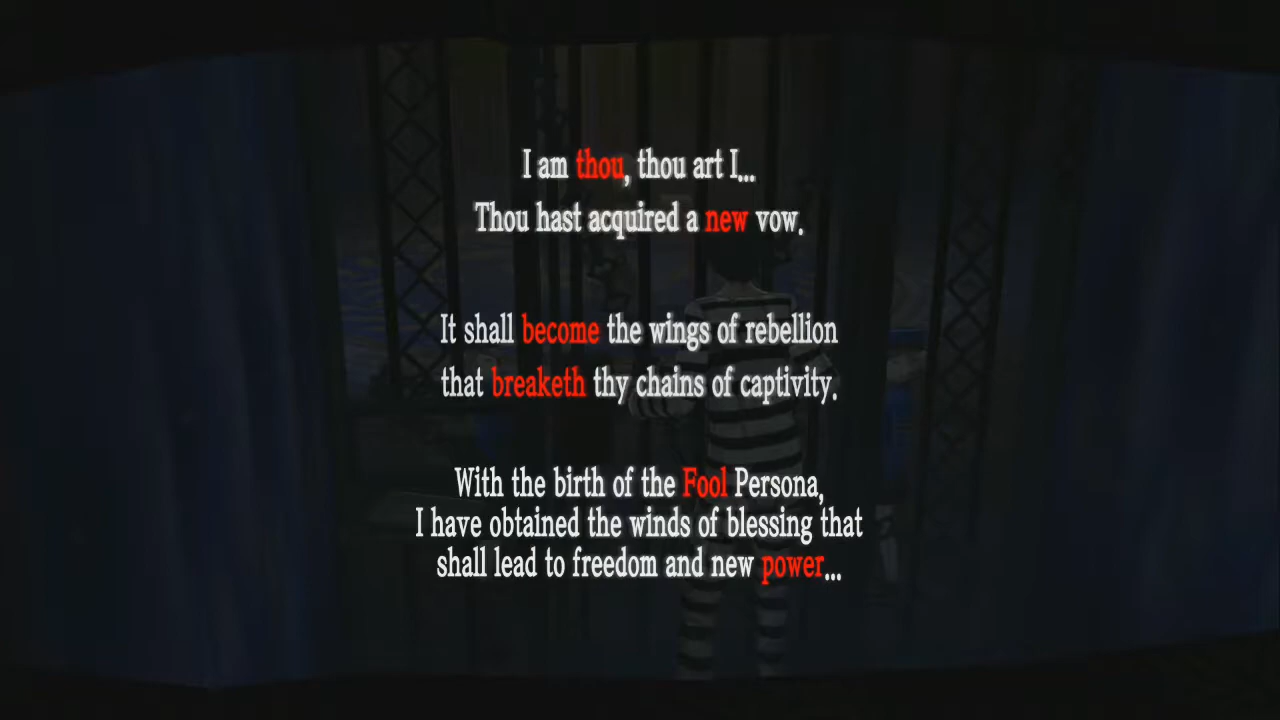 I am thou, thou art I...
Thou hast acquired a new vow.
It shall become the wings of rebellion
that breaketh thy chains of captivity.
With the birth of the Fool Persona,
I have obtained the winds of blessing that
shall lead to freedom and new power...